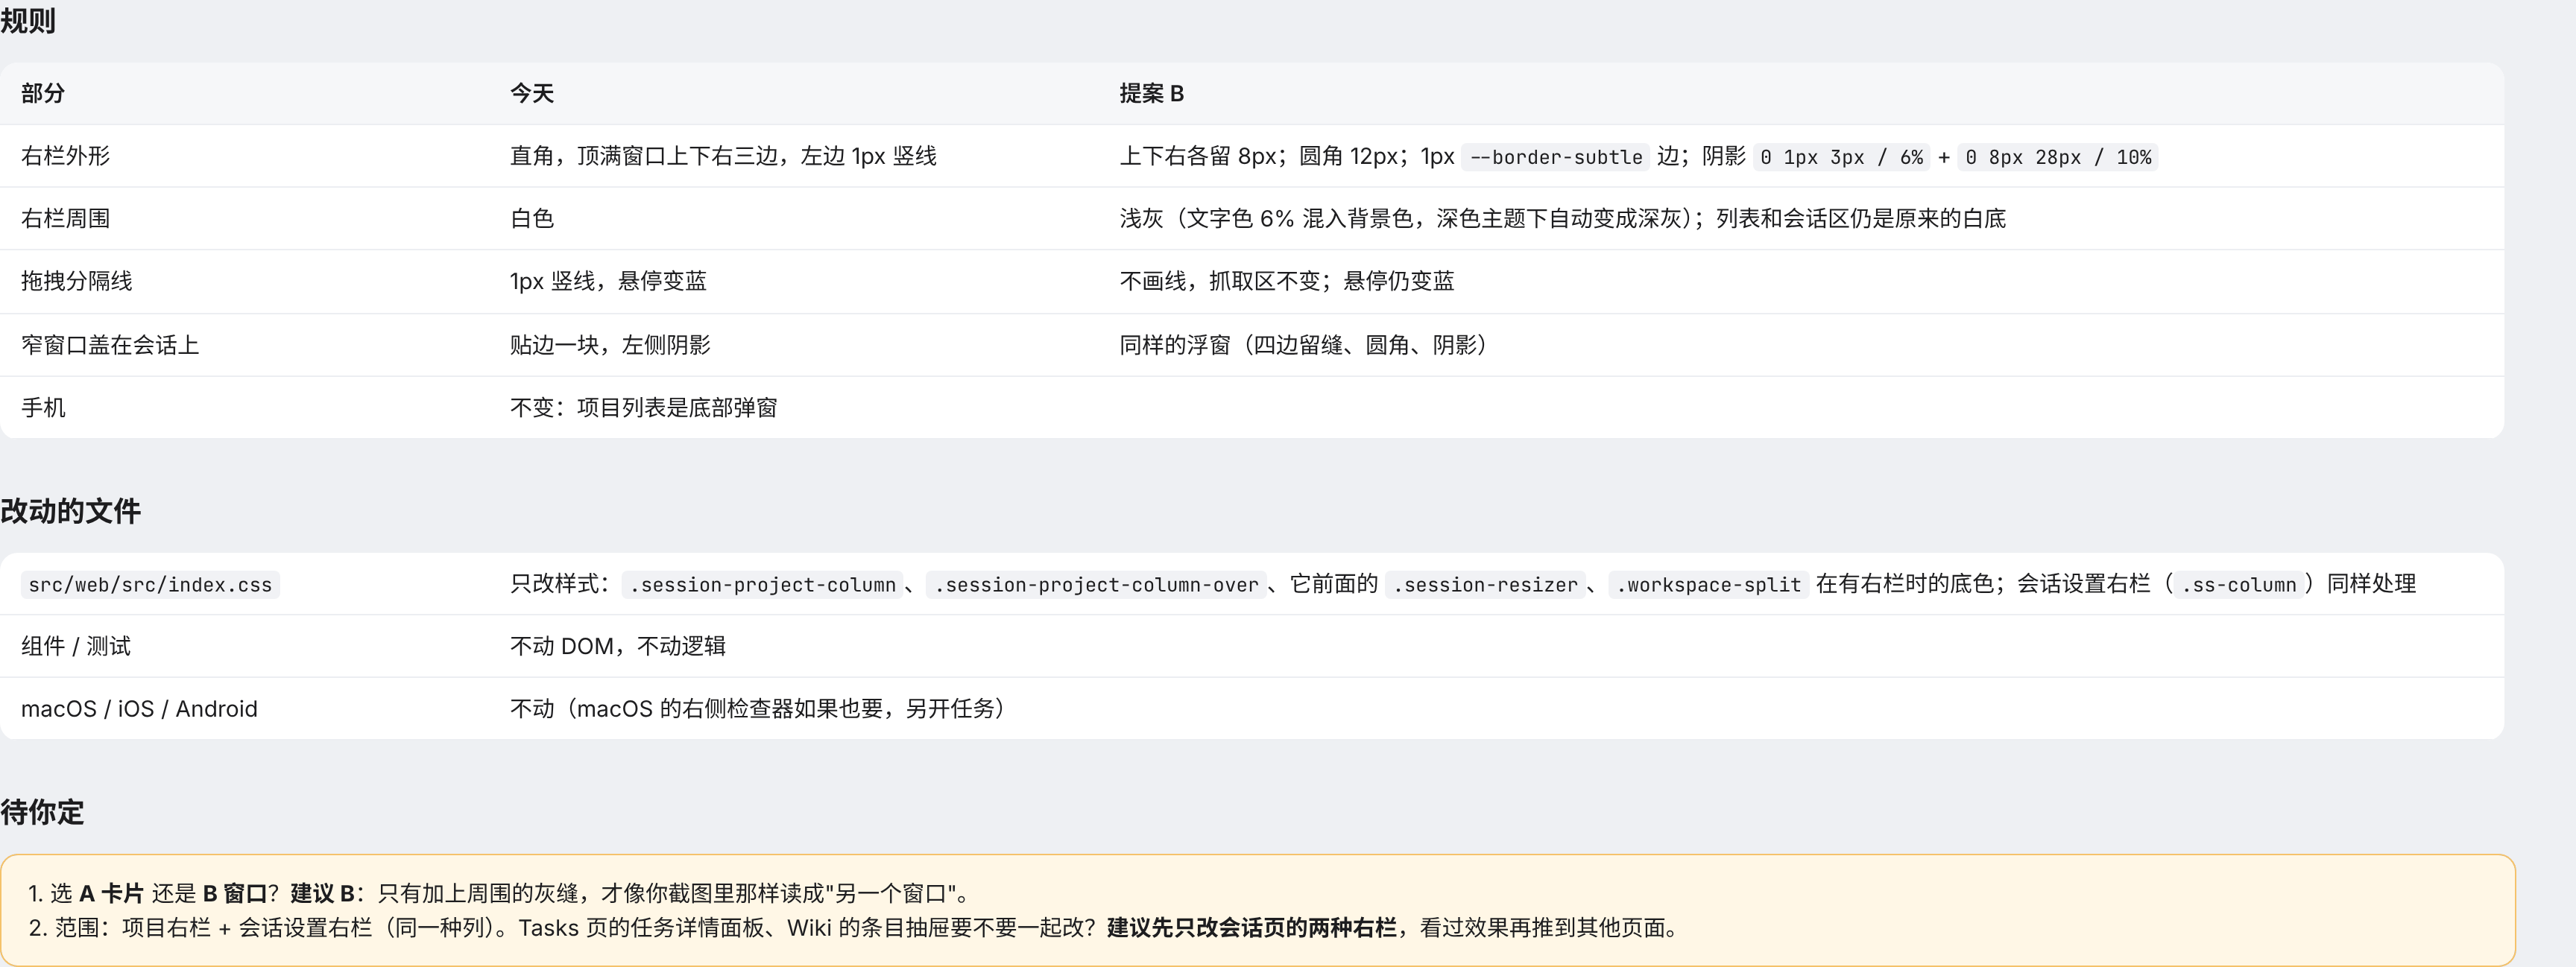 规则
部分 今天 提案 B
右栏外形 直角，顶满窗口上下右三边，左边 1px 竖线 上下右各留 8px；圆角 12px；1px --border-subtle 边；阴影 0 1px 3px / 6% + 0 8px 28px / 10%
右栏周围 白色 浅灰（文字色 6% 混入背景色，深色主题下自动变成深灰）；列表和会话区仍是原来的白底
拖拽分隔线 1px 竖线，悬停变蓝 不画线，抓取区不变；悬停仍变蓝
窄窗口盖在会话上 贴边一块，左侧阴影 同样的浮窗（四边留缝、圆角、阴影）
手机 不变：项目列表是底部弹窗
改动的文件
src/web/src/index.css 只改样式：.session-project-column、.session-project-column-over、它前面的 .session-resizer、.workspace-split 在有右栏时的底色；会话设置右栏（.ss-column）同样处理
组件 / 测试 不动 DOM，不动逻辑
macOS / iOS / Android 不动（macOS 的右侧检查器如果也要，另开任务）
待你定
1. 选 A 卡片 还是 B 窗口？建议 B：只有加上周围的灰缝，才像你截图里那样读成"另一个窗口"。
2. 范围：项目右栏 + 会话设置右栏（同一种列）。Tasks 页的任务详情面板、Wiki 的条目抽屉要不要一起改？建议先只改会话页的两种右栏，看过效果再推到其他页面。